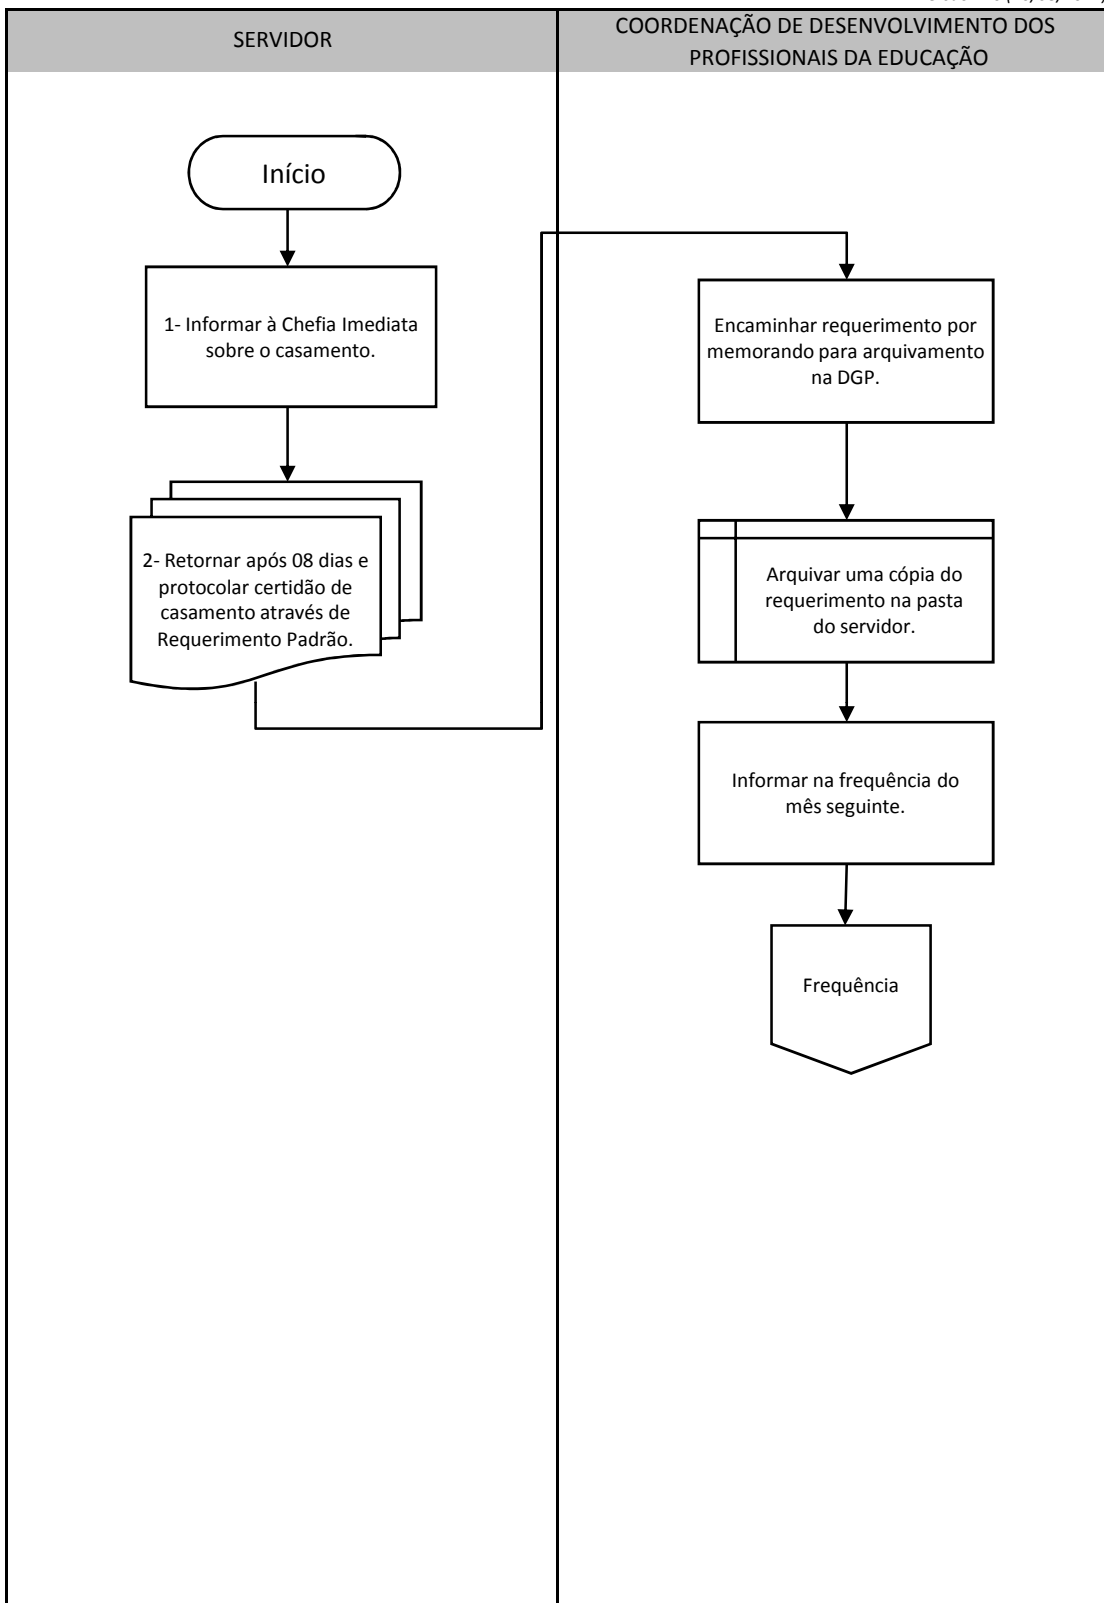 SERVIDOR
COORDENAÇÃO DE DESENVOLVIMENTO DOS
PROFISSIONAIS DA EDUCAÇÃO
Início
1- Informar à Chefia Imediata
sobre o casamento.
2- Retornar após 08 dias e
protocolar certidão de
casamento através de
Requerimento Padrão.
Encaminhar requerimento por
memorando para arquivamento
na DGP.
Arquivar uma cópia do
requerimento na pasta
do servidor.
Informar na frequência do
mês seguinte.
Frequência